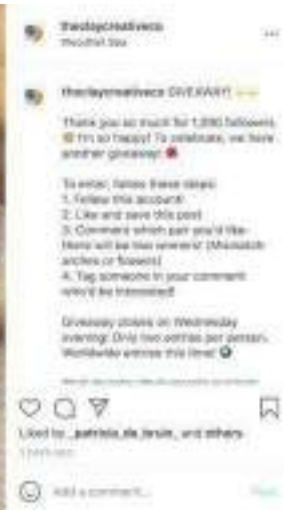 theclaycreativeco
theclaycreativeco GIVEAWAY!
Thank you so much for 1,000 followers
I'm so happy! To celebrate, we have
another giveaway!
To enter, follow these steps:
1. Follow this account!
2. Like and save this post
3. Comment which pair you'd like-
there will be two winners! (Mismatch
arches or flowers)
4. Tag someone in your comment
who'd be interested!
Giveaway closes on Wednesday
evening! Only two entries per person.
Worldwide entries this time!
Liked by and others
Add a comment...
Post